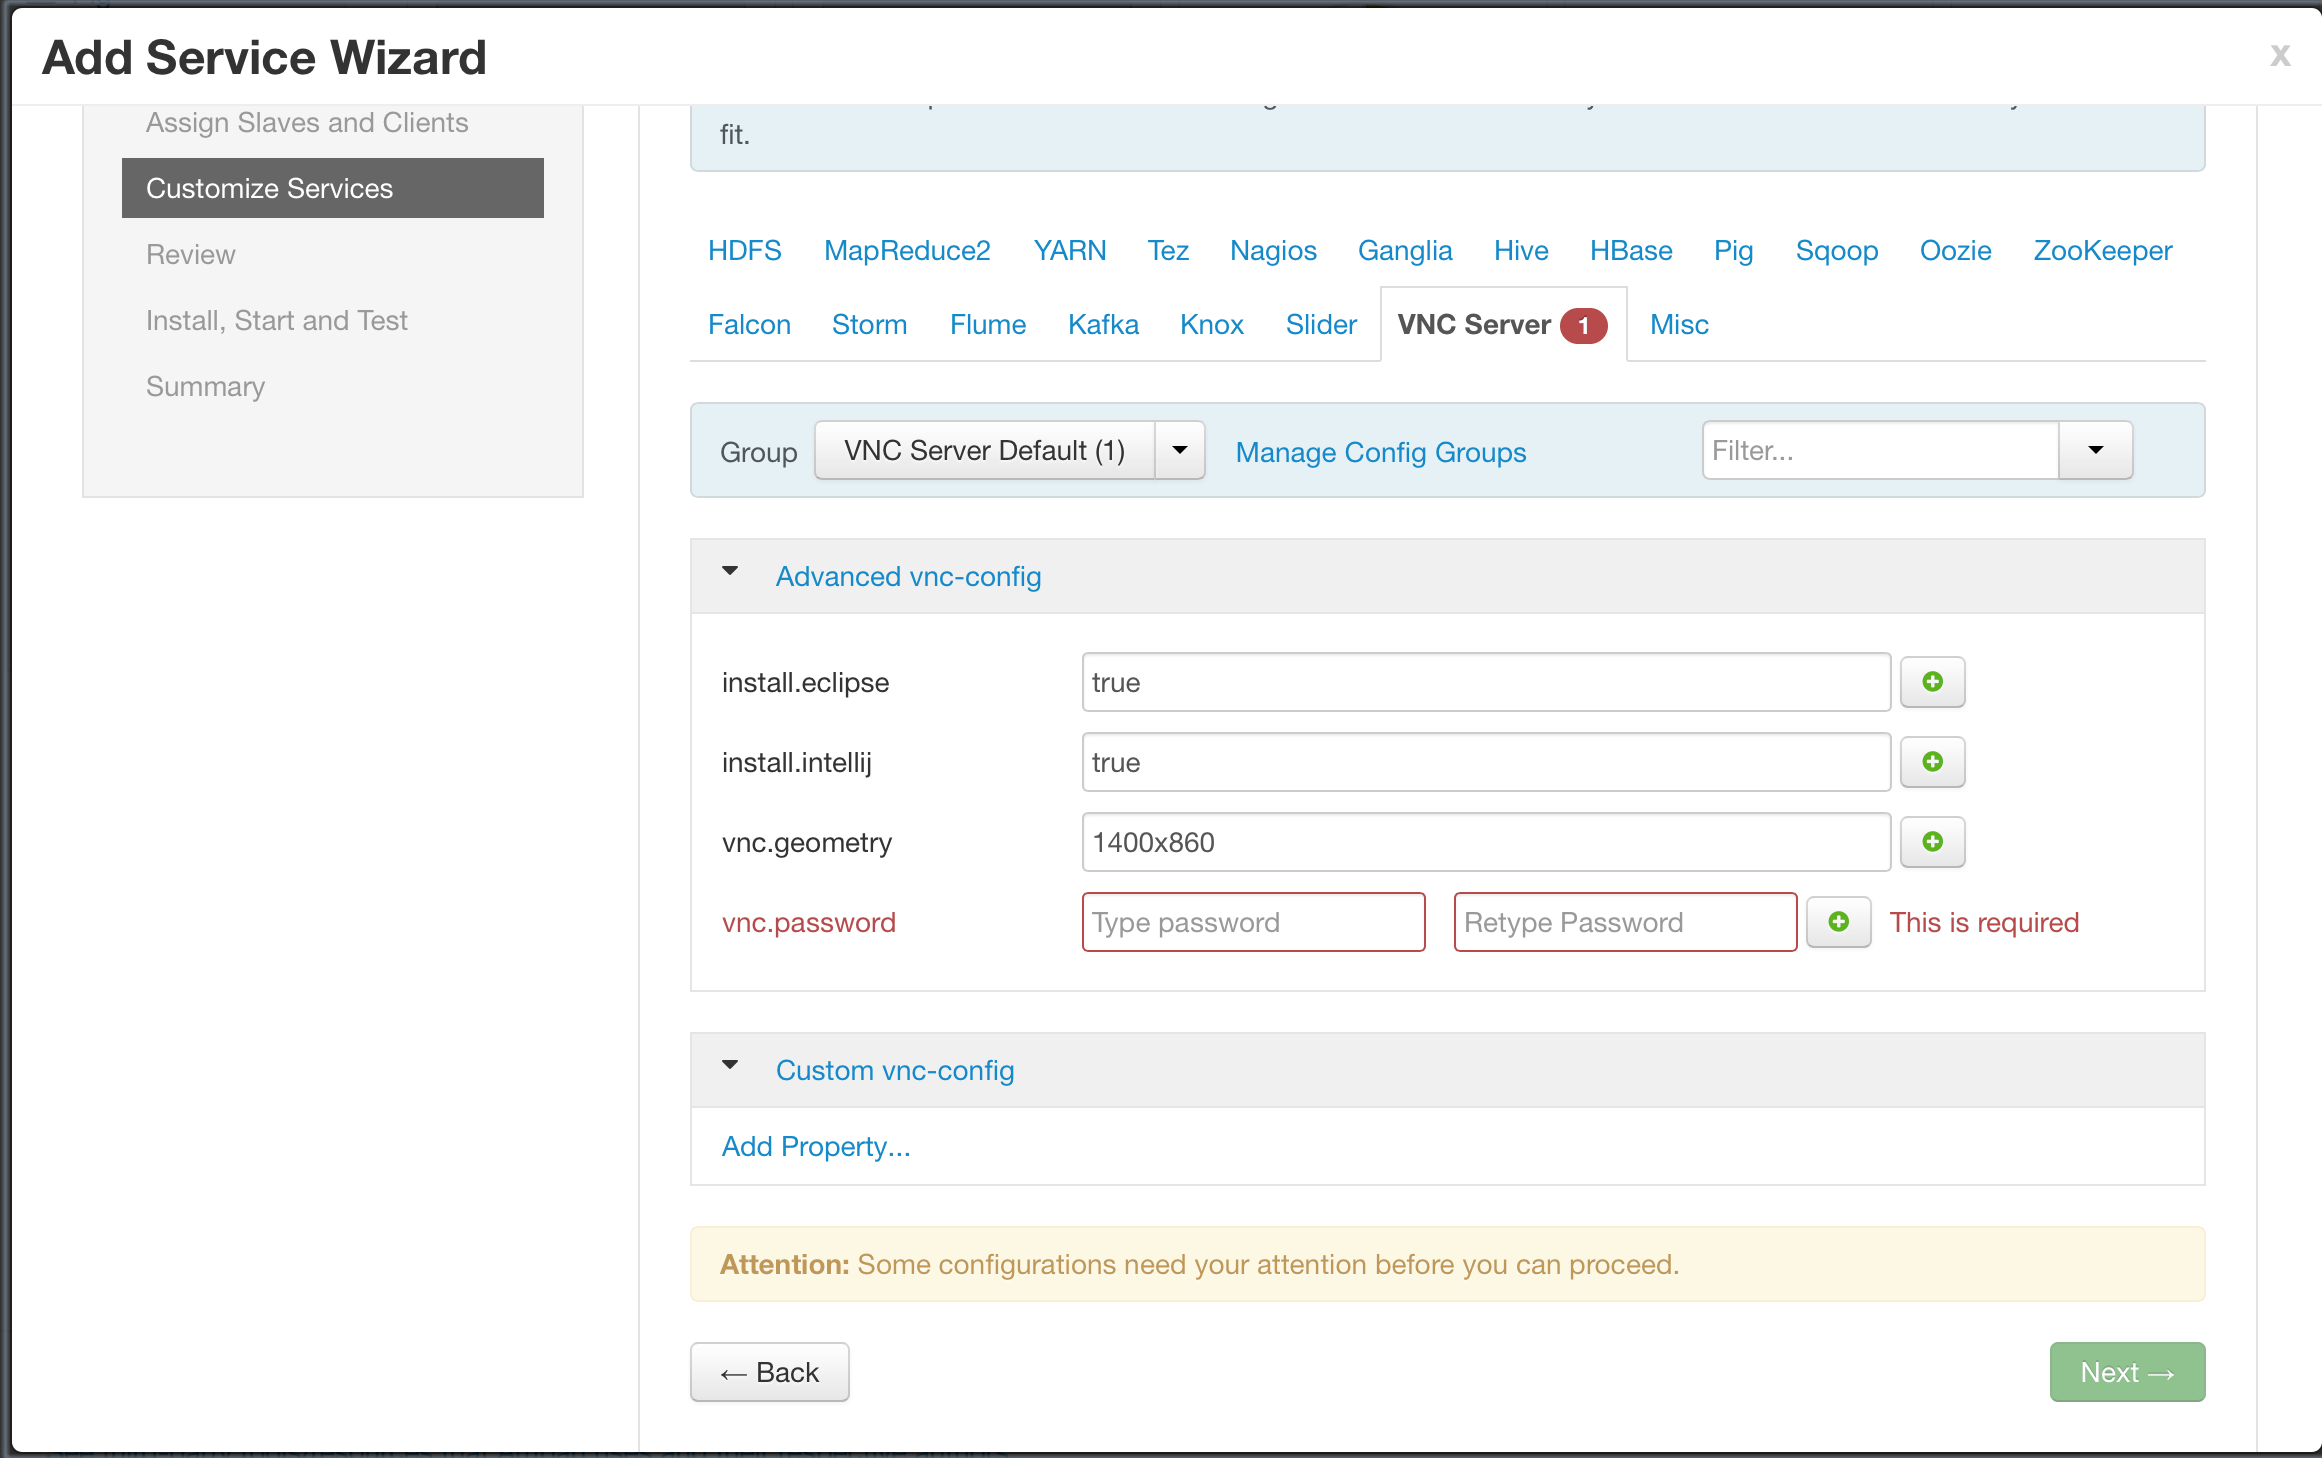 Add Service Wizard
x
Assign Slaves and Clients
Customize Services
Review
Install, Start and Test
Summary
fit.
HDFS MapReduce2 YARN Tez Nagios Ganglia Hive HBase Pig Sqoop Oozie ZooKeeper
Falcon Storm Flume Kafka Knox Slider VNC Server 1 Misc
Group VNC Server Default (1) Manage Config Groups Filter...
Advanced vnc-config
install.eclipse true
install.intellij true
vnc.geometry 1400x860
vnc.password Type password Retype Password This is required
Custom vnc-config
Add Property...
Attention: Some configurations need your attention before you can proceed.
← Back Next →